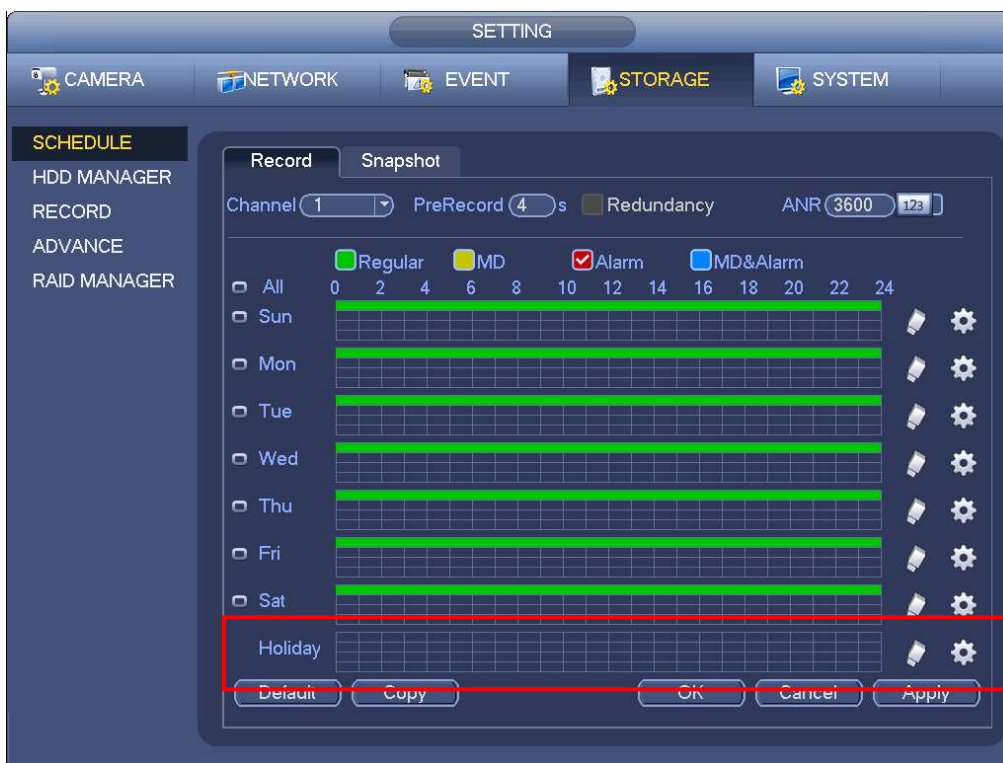 SETTING
CAMERA NETWORK EVENT STORAGE SYSTEM
SCHEDULE
HDD MANAGER
RECORD
ADVANCE
RAID MANAGER
Record Snapshot
Channel 1 PreRecord 4 s Redundancy ANR 3600 123
Regular MD Alarm MD&Alarm
All 0 2 4 6 8 10 12 14 16 18 20 22 24
Sun
Mon
Tue
Wed
Thu
Fri
Sat
Holiday
Default Copy OK Cancel Apply